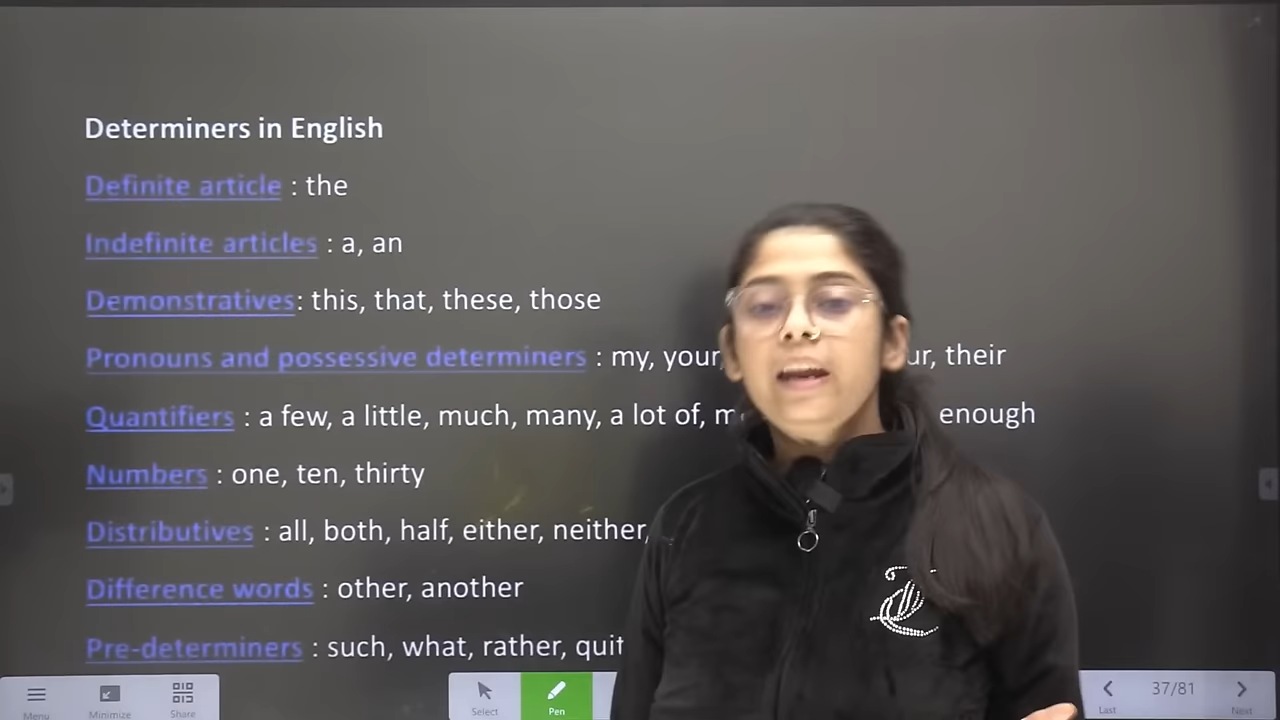 Determiners in English
Definite article : the
Indefinite articles : a, an
Demonstratives: this, that, these, those
Pronouns and possessive determiners : my, your, their
Quantifiers : a few, a little, much, many, a lot of, enough
Numbers : one, ten, thirty
Distributives : all, both, half, either, neither,
Difference words : other, another
Pre-determiners : such, what, rather,
Menu Minimize Share Select Pen Last 37/81 Next